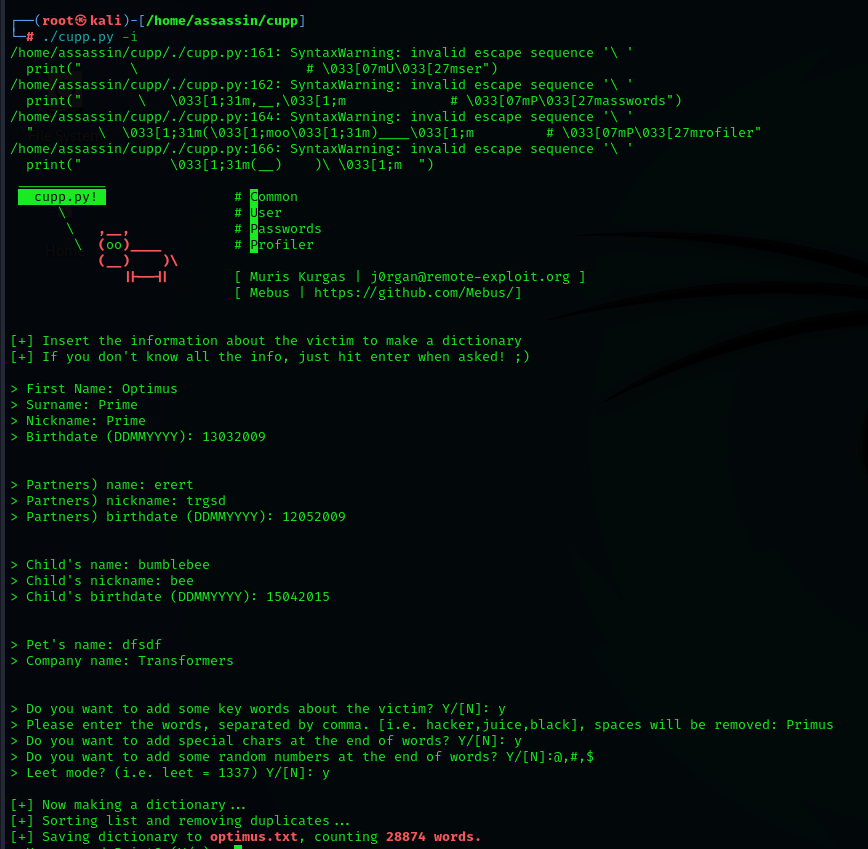 ┌──(root㉿kali)-[/home/assassin/cupp]
└─# ./cupp.py -i
/home/assassin/cupp/./cupp.py:161: SyntaxWarning: invalid escape sequence '\ '
  print("      \                     # \033[07mU\033[27mser")
/home/assassin/cupp/./cupp.py:162: SyntaxWarning: invalid escape sequence '\ '
  print("       \   \033[1;31m,__,\033[1;m             # \033[07mP\033[27masswords")
/home/assassin/cupp/./cupp.py:164: SyntaxWarning: invalid escape sequence '\ '
  "        \  \033[1;31m(\033[1;moo\033[1;31m)____\033[1;m         # \033[07mP\033[27mrofiler"
/home/assassin/cupp/./cupp.py:166: SyntaxWarning: invalid escape sequence '\ '
  print("           \033[1;31m(__)    )\ \033[1;m  ")
 ___________
   cupp.py!                 # Common
      \                     # User
       \   ,__,             # Passwords
        \  (oo)____         # Profiler
           (__)    )\
              ||--||        [ Muris Kurgas | j0rgan@remote-exploit.org ]
                            [ Mebus | https://github.com/Mebus/]
[+] Insert the information about the victim to make a dictionary
[+] If you don't know all the info, just hit enter when asked! ;)
> First Name: Optimus
> Surname: Prime
> Nickname: Prime
> Birthdate (DDMMYYYY): 13032009
> Partners) name: erert
> Partners) nickname: trgsd
> Partners) birthdate (DDMMYYYY): 12052009
> Child's name: bumblebee
> Child's nickname: bee
> Child's birthdate (DDMMYYYY): 15042015
> Pet's name: dfsdf
> Company name: Transformers
> Do you want to add some key words about the victim? Y/[N]: y
> Please enter the words, separated by comma. [i.e. hacker,juice,black], spaces will be removed: Primus
> Do you want to add special chars at the end of words? Y/[N]: y
> Do you want to add some random numbers at the end of words? Y/[N]:@,#,$
> Leet mode? (i.e. leet = 1337) Y/[N]: y
[+] Now making a dictionary...
[+] Sorting list and removing duplicates...
[+] Saving dictionary to optimus.txt, counting 28874 words.